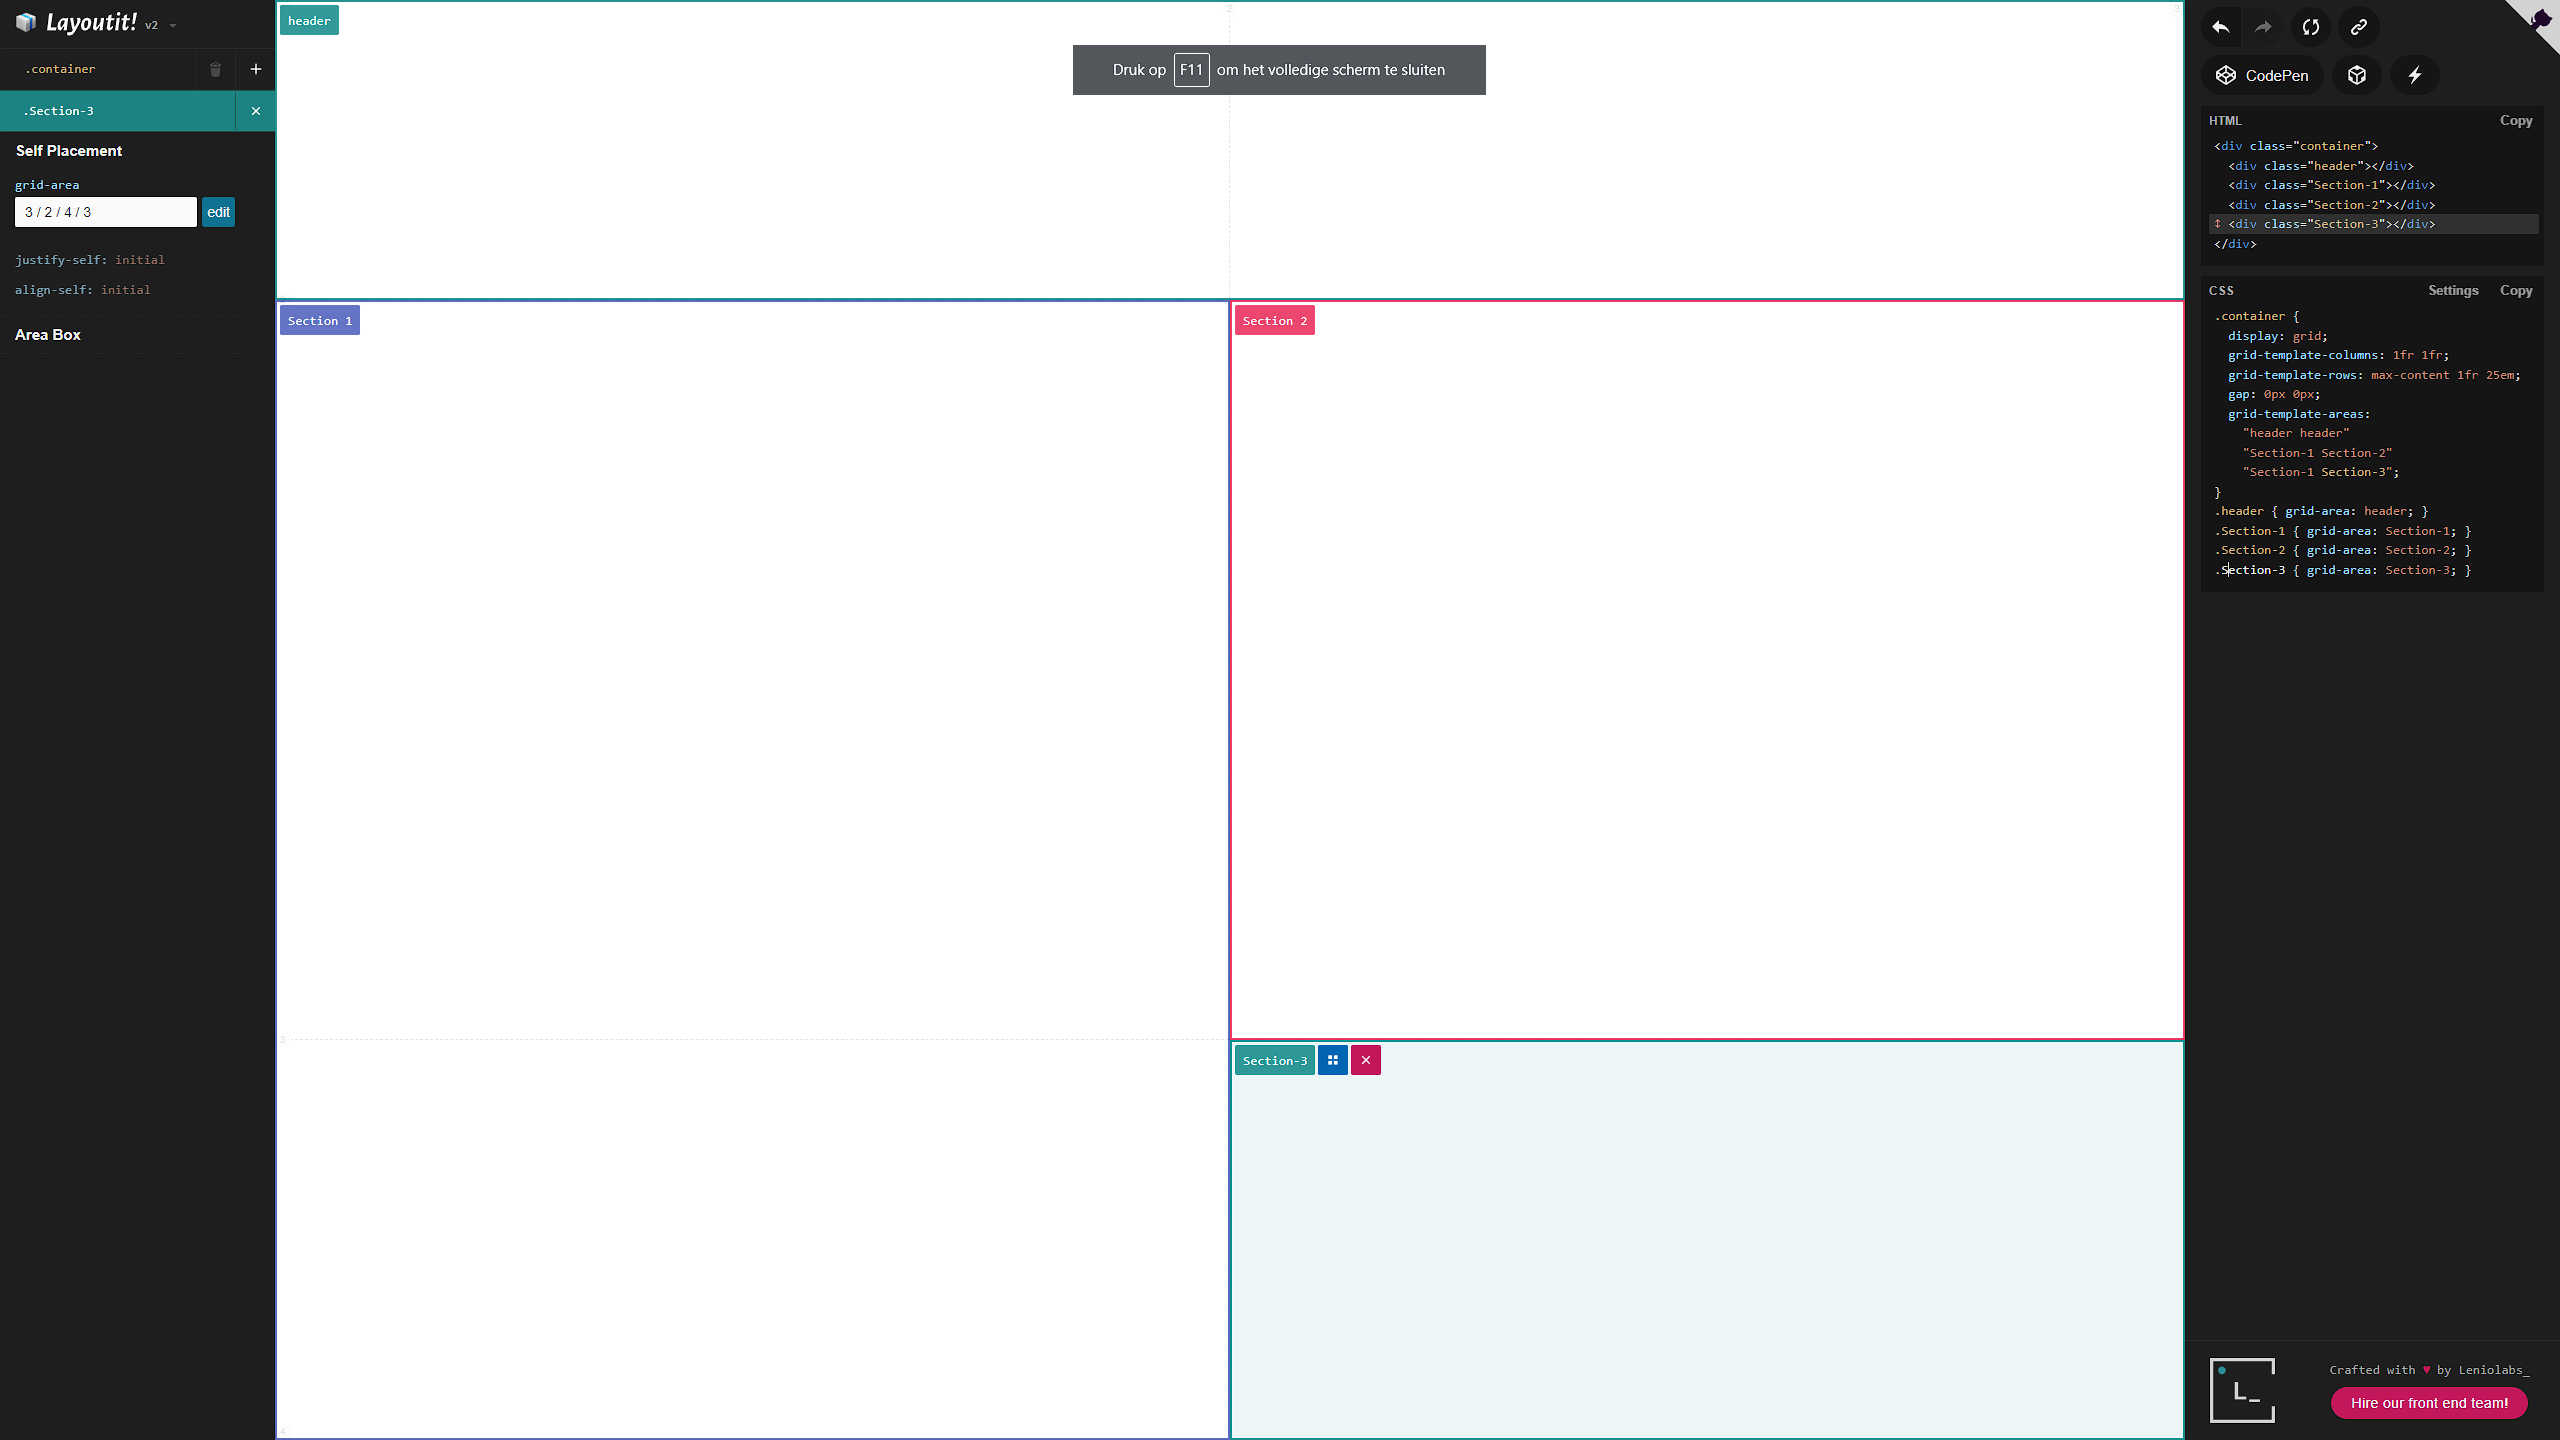 Layoutit! v2
.container
.Section-3
Self Placement
grid-area
3 / 2 / 4 / 3
edit
justify-self: initial
align-self: initial
Area Box
header
2
3
Druk op F11 om het volledige scherm te sluiten
Section 1
Section 2
3
Section-3
4
CodePen
HTML
Copy
<div class="container">
<div class="header"></div>
<div class="Section-1"></div>
<div class="Section-2"></div>
<div class="Section-3"></div>
</div>
CSS
Settings
Copy
.container {
display: grid;
grid-template-columns: 1fr 1fr;
grid-template-rows: max-content 1fr 25em;
gap: 0px 0px;
grid-template-areas:
"header header"
"Section-1 Section-2"
"Section-1 Section-3";
}
.header { grid-area: header; }
.Section-1 { grid-area: Section-1; }
.Section-2 { grid-area: Section-2; }
.Section-3 { grid-area: Section-3; }
L_
Crafted with ♥ by Leniolabs_
Hire our front end team!